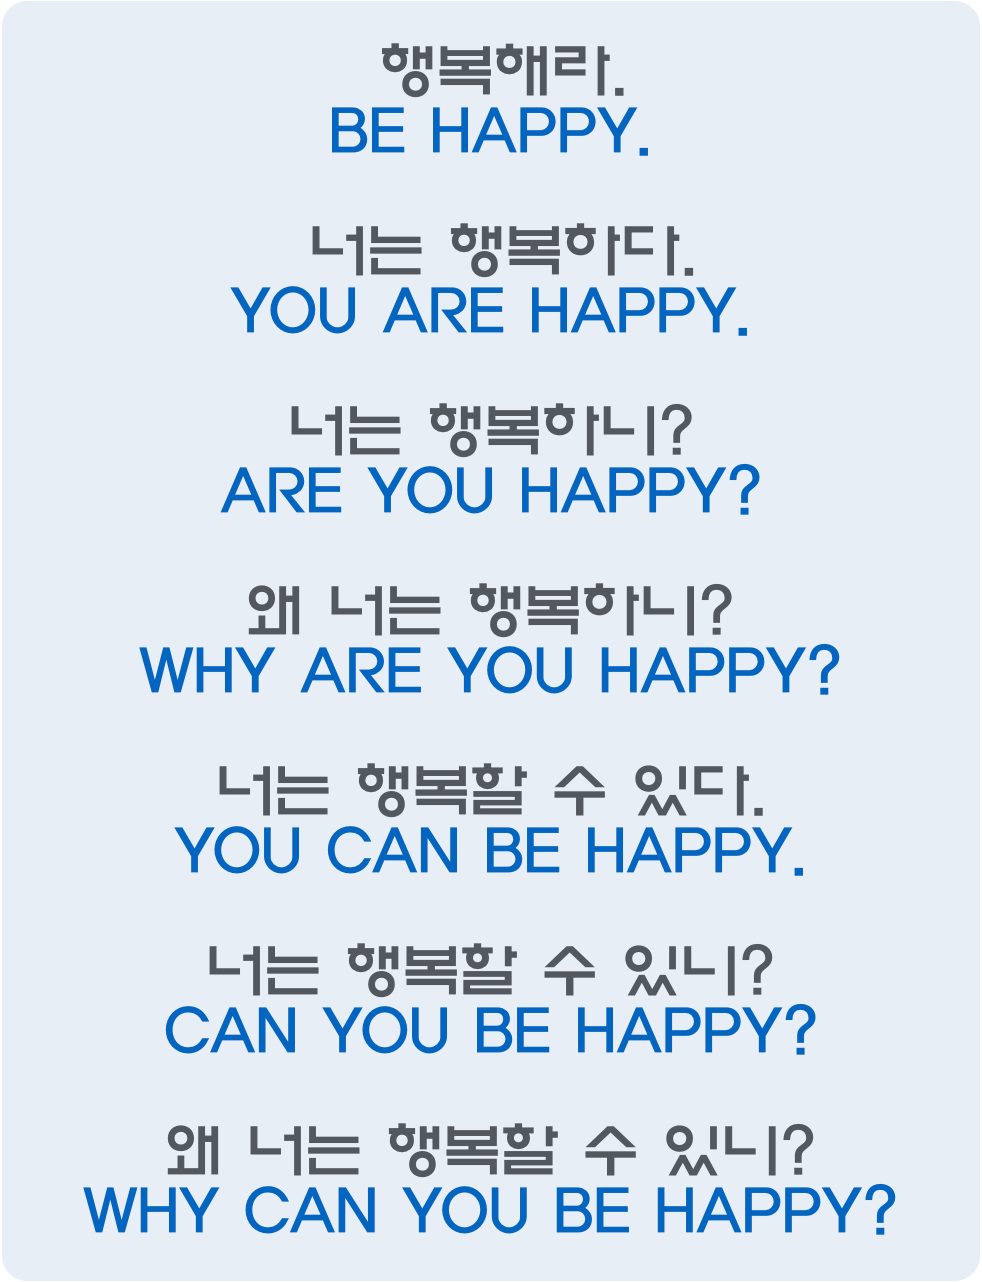 행복해라.
BE HAPPY.
너는 행복하다.
YOU ARE HAPPY.
너는 행복하니?
ARE YOU HAPPY?
왜 너는 행복하니?
WHY ARE YOU HAPPY?
너는 행복할 수 있다.
YOU CAN BE HAPPY.
너는 행복할 수 있니?
CAN YOU BE HAPPY?
왜 너는 행복할 수 있니?
WHY CAN YOU BE HAPPY?